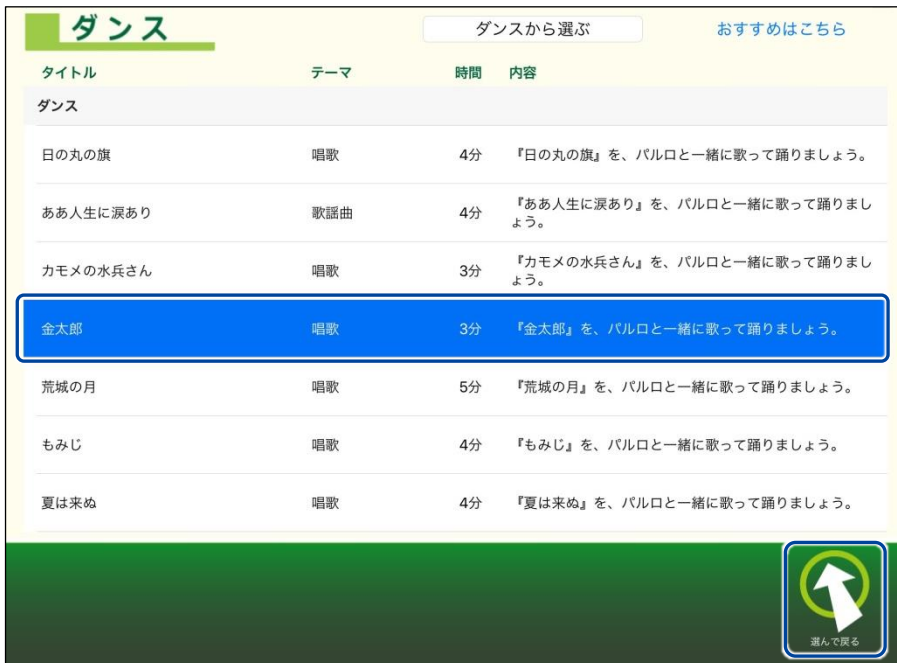 ダンス ダンスから選ぶ おすすめはこちら
タイトル テーマ 時間 内容
ダンス
日の丸の旗 唱歌 4分 『日の丸の旗』を、パルロと一緒に歌って踊りましょう。
ああ人生に涙あり 歌謡曲 4分 『ああ人生に涙あり』を、パルロと一緒に歌って踊りまし
ょう。
カモメの水兵さん 唱歌 3分 『カモメの水兵さん』を、パルロと一緒に歌って踊りまし
ょう。
金太郎 唱歌 3分 『金太郎』を、パルロと一緒に歌って踊りましょう。
荒城の月 唱歌 5分 『荒城の月』を、パルロと一緒に歌って踊りましょう。
もみじ 唱歌 4分 『もみじ』を、パルロと一緒に歌って踊りましょう。
夏は来ぬ 唱歌 4分 『夏は来ぬ』を、パルロと一緒に歌って踊りましょう。
選んで戻る